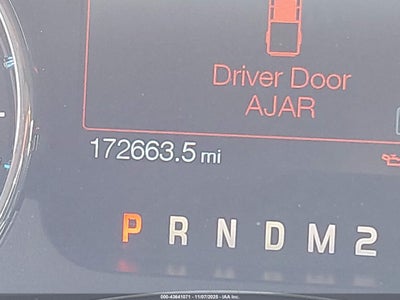 Driver Door
AJAR
172663.5 mi
P R N D M 2
000-43641071 - 11/07/2025 - IAA Inc.